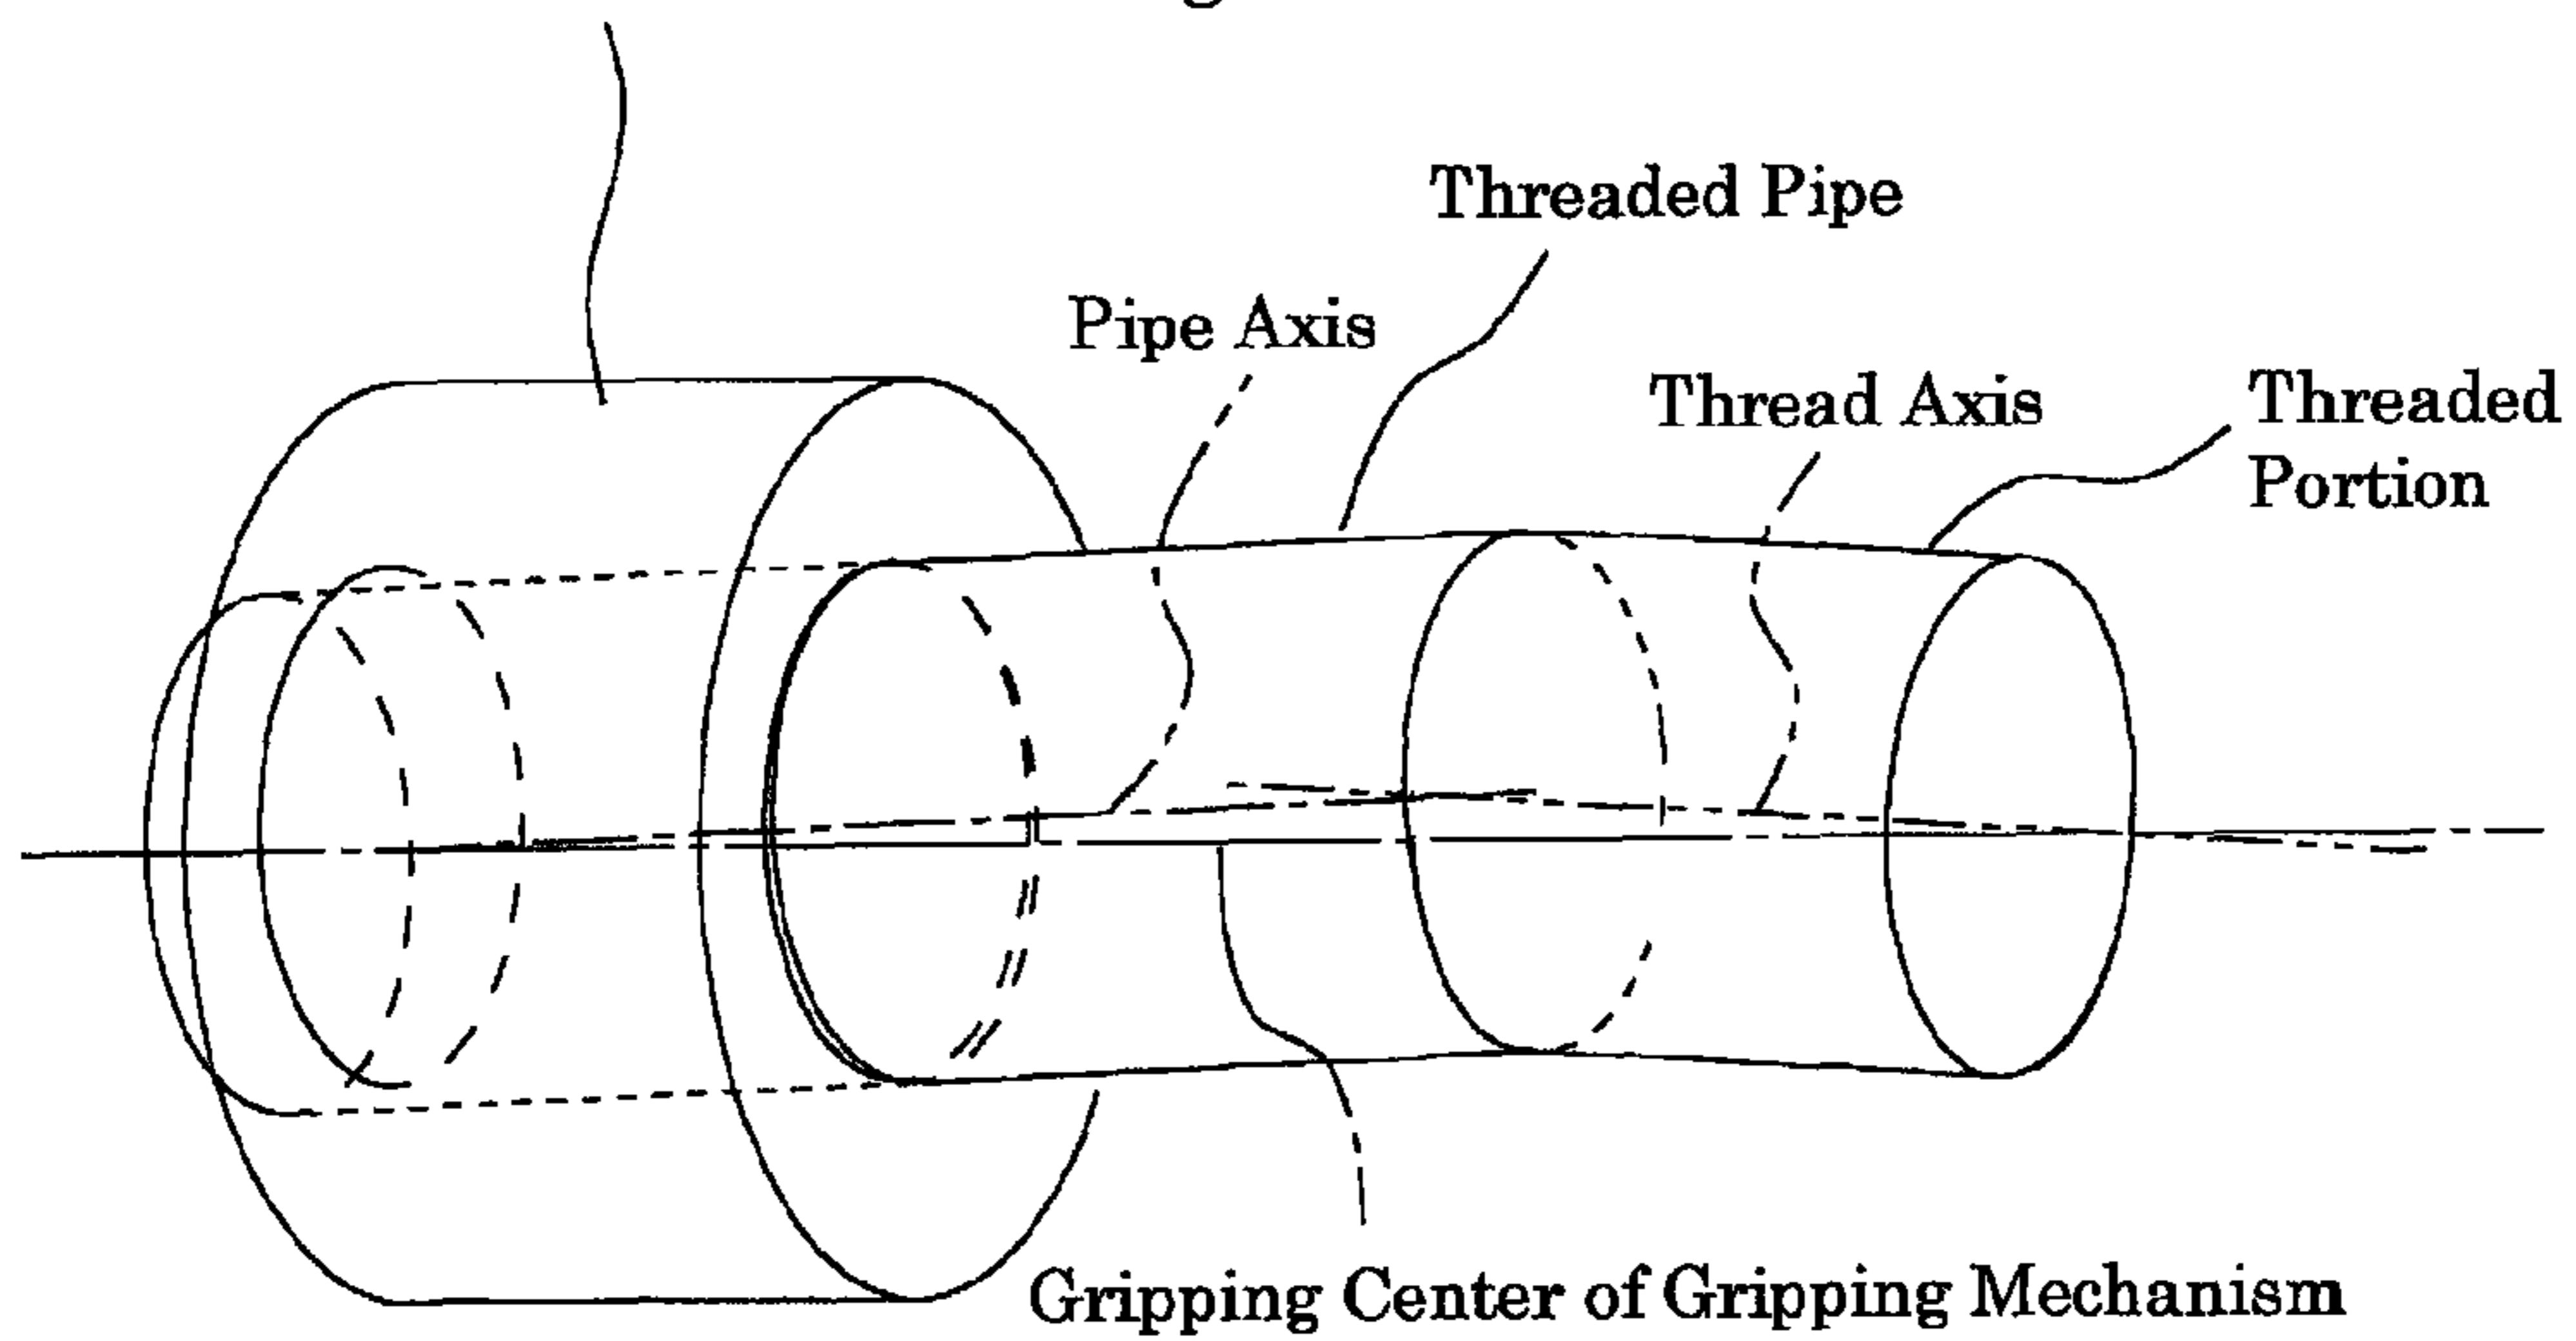 Threaded Pipe
Pipe Axis
Thread Axis
Threaded
Portion
Gripping Center of Gripping Mechanism